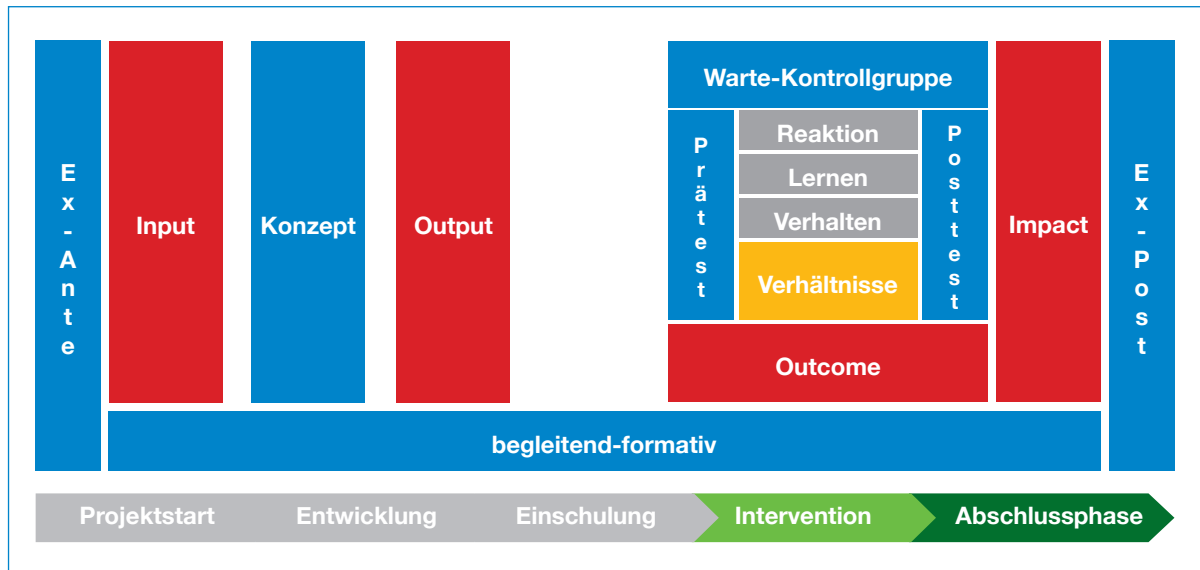 Ex-Ante
Input
Konzept
Output
Warte-Kontrollgruppe
Prätest
Reaktion
Lernen
Verhalten
Verhältnisse
Posttest
Outcome
Impact
Ex-Post
begleitend-formativ
Projektstart
Entwicklung
Einschulung
Intervention
Abschlussphase